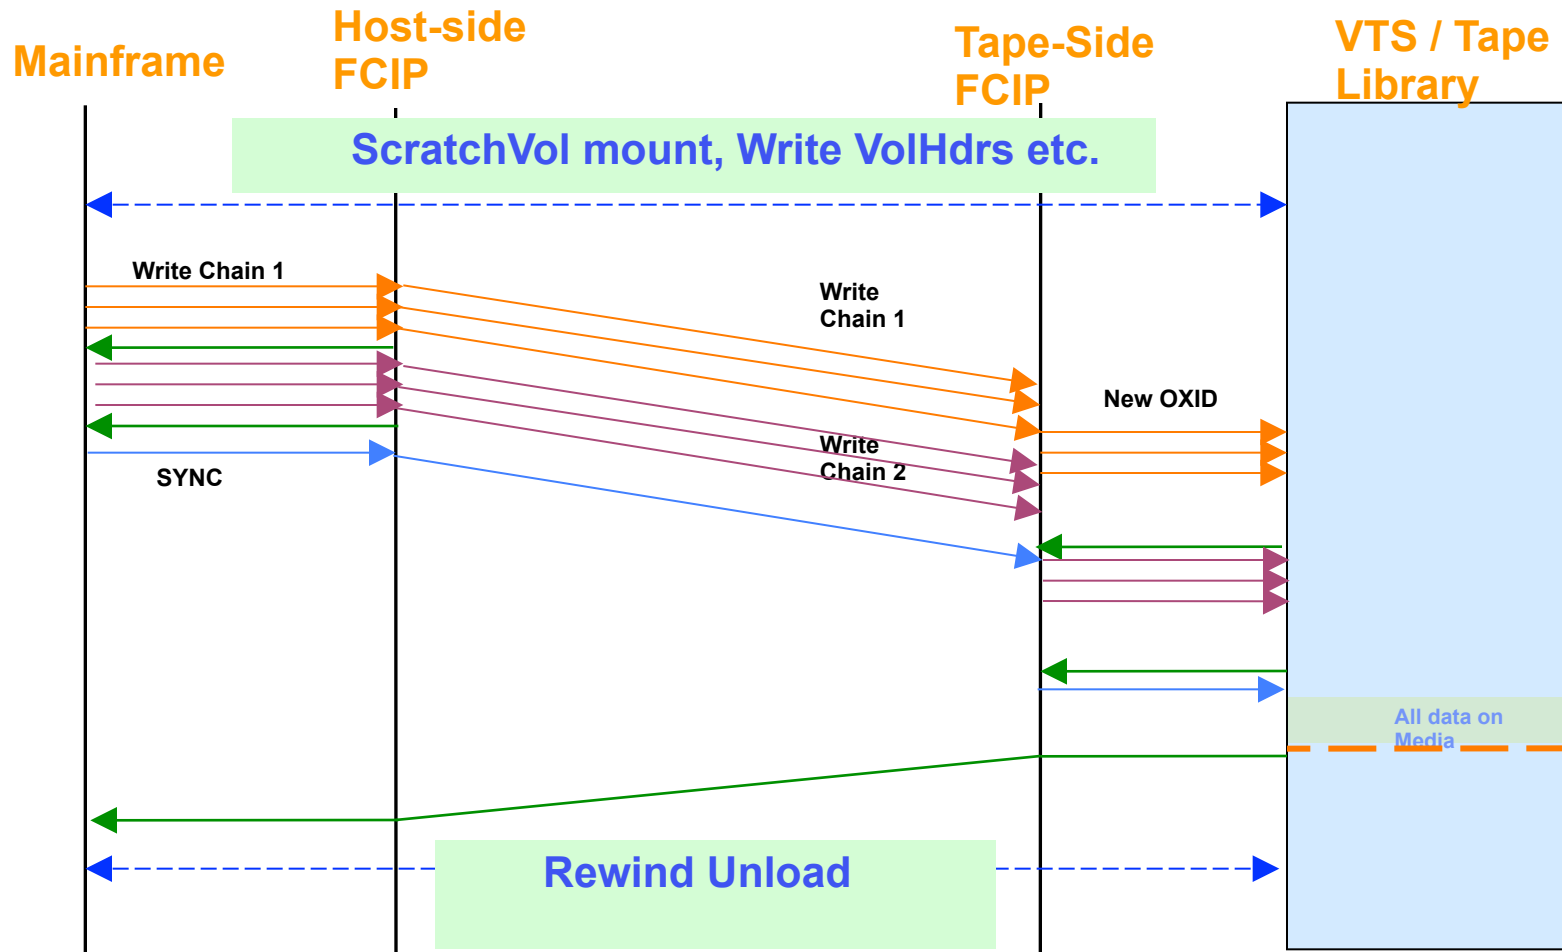 Mainframe
Host-side
FCIP
Tape-Side
FCIP
VTS / Tape
Library
ScratchVol mount, Write VolHdrs etc.
Write Chain 1
Write
Chain 1
New OXID
Write
Chain 2
SYNC
All data on
Media
Rewind Unload